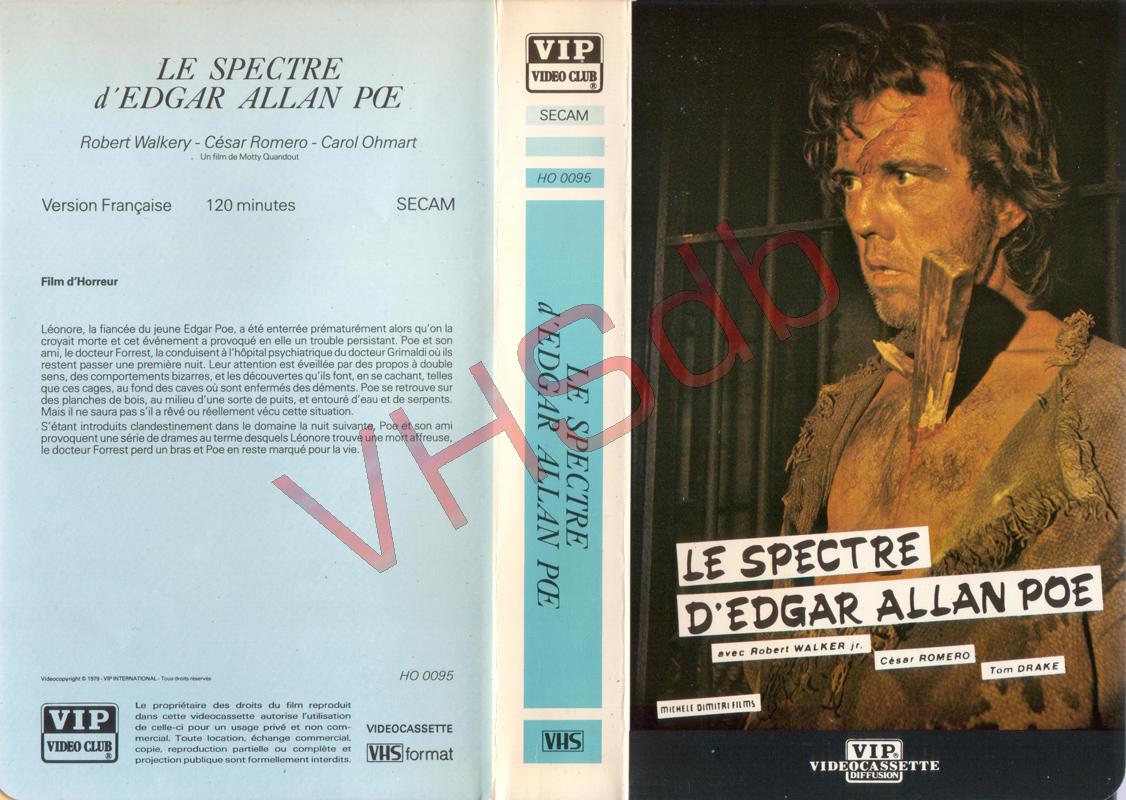 LE SPECTRE
d'EDGAR ALLAN PŒ
Robert Walkery - César Romero - Carol Ohmart
Un film de Motty Quandout
Version Française 120 minutes SECAM
Film d'Horreur
Léonore, la fiancée du jeune Edgar Poe, a été enterrée prématurément alors qu'on la
croyait morte et cet événement a provoqué en elle un trouble persistant. Poe et son
ami, le docteur Forrest, la conduisent à l'hôpital psychiatrique du docteur Grimaldi où ils
restent passer une première nuit. Leur attention est éveillée par des propos à double
sens, des comportements bizarres, et les découvertes qu'ils font, en se cachant, telles
que ces cages, au fond des caves où sont enfermés des déments. Poe se retrouve sur
des planches de bois, au milieu d'une sorte de puits, et entouré d'eau et de serpents.
Mais il ne saura pas s'il a rêvé ou réellement vécu cette situation.
S'étant introduits clandestinement dans le domaine la nuit suivante, Poe et son ami
provoquent une série de drames au terme desquels Léonore trouve une mort affreuse,
le docteur Forrest perd un bras et Poe en reste marqué pour la vie.
Videocopyright © 1979 - VIP INTERNATIONAL - Tous droits réservés
HO 0095
VIP
VIDEO CLUB®
Le propriétaire des droits du film reproduit
dans cette videocassette autorise l'utilisation
de celle-ci pour un usage privé et non com-
mercial. Toute location, échange commercial,
copie, reproduction partielle ou complète et
projection publique sont formellement interdits.
VIDEOCASSETTE
VHS format
VIP
VIDEO CLUB®
SECAM
HO 0095
LE SPECTRE
d'EDGAR ALLAN PŒ
VHS
VHSdb
LE SPECTRE
D'EDGAR ALLAN POE
avec Robert WALKER jr.
César ROMERO
Tom DRAKE
MICHELE DIMITRI FILMS
VIP®
VIDEOCASSETTE
DIFFUSION